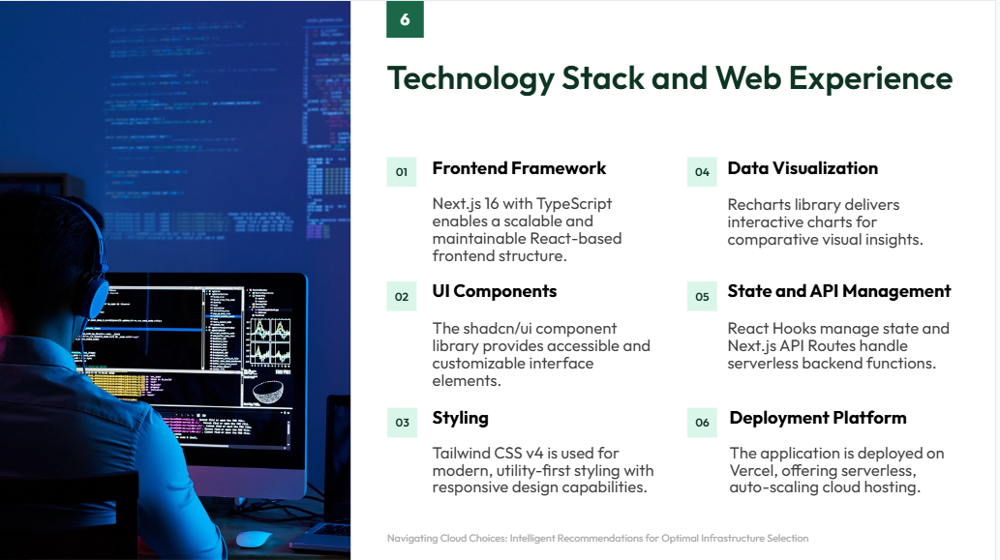 6
Technology Stack and Web Experience
01
Frontend Framework
Next.js 16 with TypeScript
enables a scalable and
maintainable React-based
frontend structure.
02
UI Components
The shadcn/ui component
library provides accessible and
customizable interface
elements.
03
Styling
Tailwind CSS v4 is used for
modern, utility-first styling with
responsive design capabilities.
04
Data Visualization
Recharts library delivers
interactive charts for
comparative visual insights.
05
State and API Management
React Hooks manage state and
Next.js API Routes handle
serverless backend functions.
06
Deployment Platform
The application is deployed on
Vercel, offering serverless,
auto-scaling cloud hosting.
Navigating Cloud Choices: Intelligent Recommendations for Optimal Infrastructure Selection